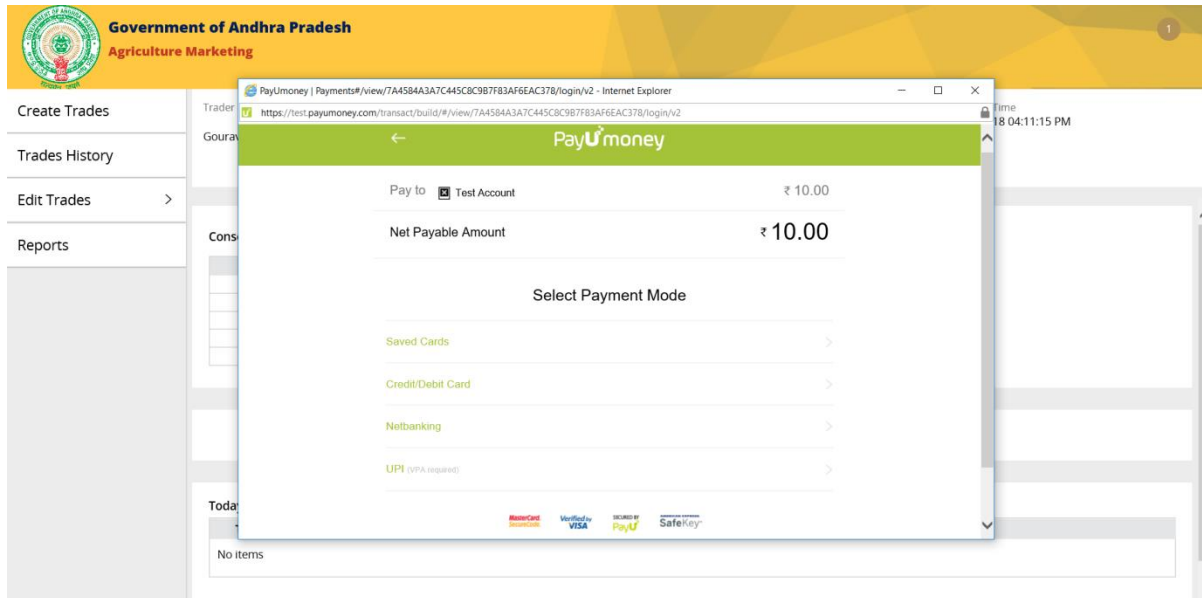 Government of Andhra Pradesh
Agriculture Marketing
1
Create Trades
Trades History
Edit Trades
Reports
Trader
Gourav
Time
18 04:11:15 PM
PayUmoney | Payments#/view/7A4584A3A7C445C8C9B7F83AF6EAC378/login/v2 - Internet Explorer
https://test.payumoney.com/transact/build/#/view/7A4584A3A7C445C8C9B7F83AF6EAC378/login/v2
PayUmoney
Pay to Test Account ₹ 10.00
Net Payable Amount ₹ 10.00
Select Payment Mode
Saved Cards
Credit/Debit Card
Netbanking
UPI (VPA required)
MasterCard. SecureCode.
Verified by VISA
SECURED BY PayU
SafeKey
Cons
Toda
No items